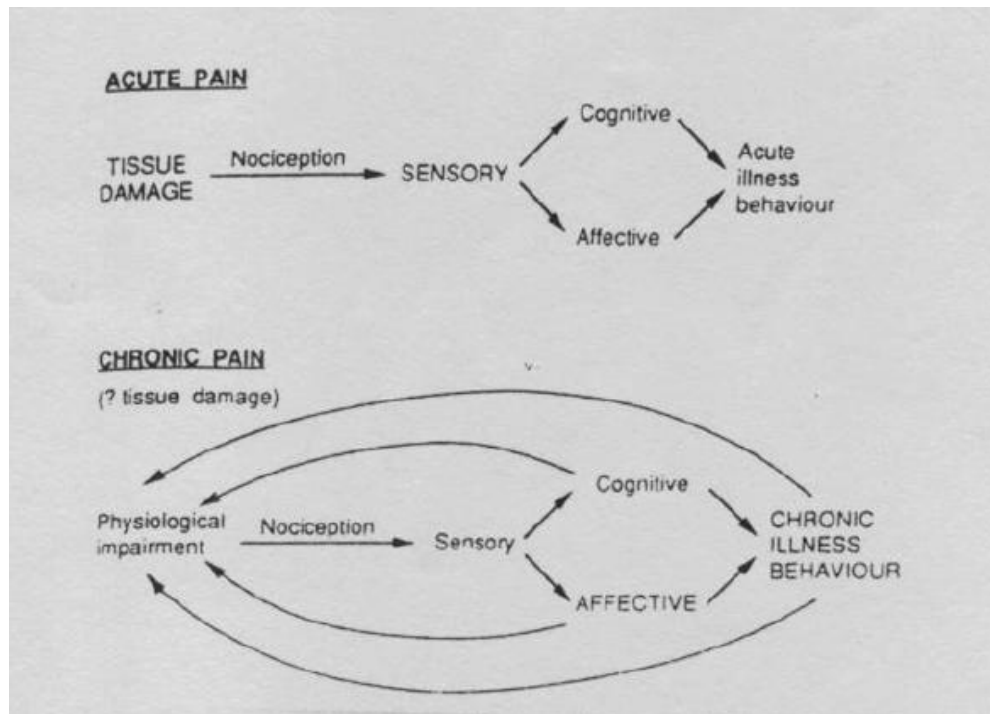 ACUTE PAIN
TISSUE
DAMAGE
Nociception
SENSORY
Cognitive
Affective
Acute
illness
behaviour
CHRONIC PAIN
(? tissue damage)
Physiological
impairment
Nociception
Sensory
Cognitive
AFFECTIVE
CHRONIC
ILLNESS
BEHAVIOUR